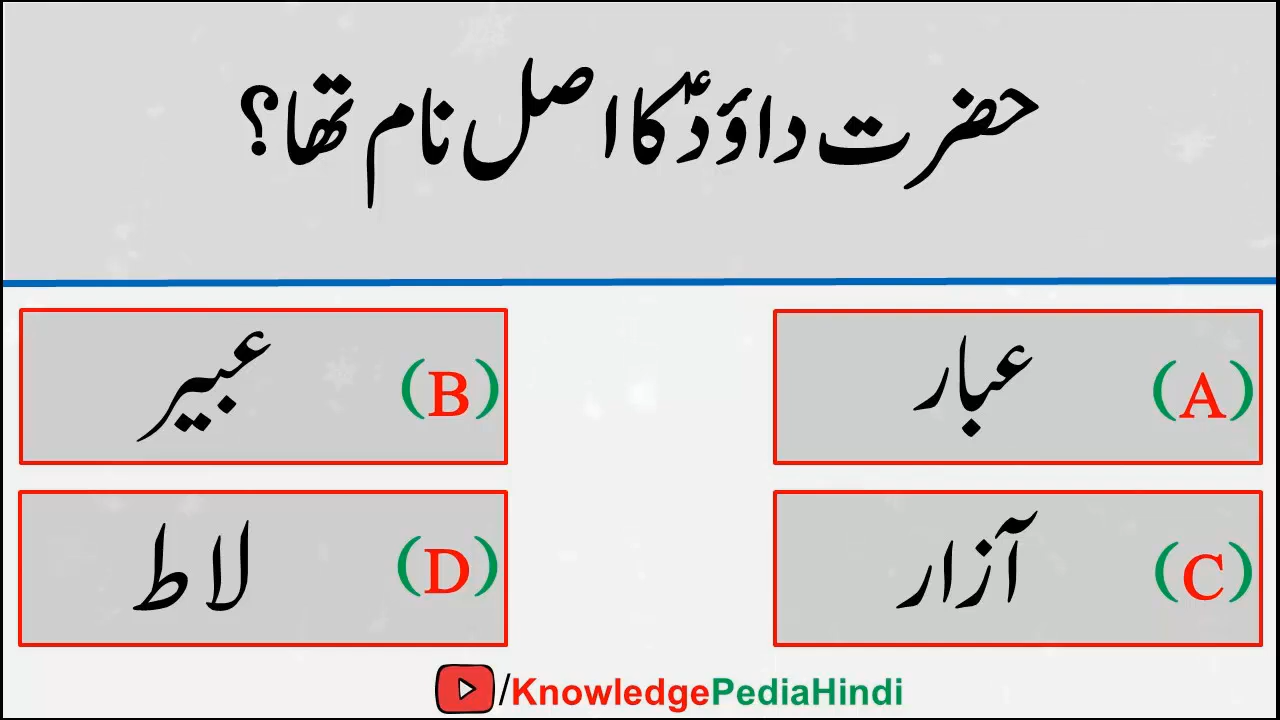 حضرت داؤدؑ کا اصل نام تھا؟
(A) عبار
(B) عبیر
(C) آزار
(D) لاط
/KnowledgePediaHindi